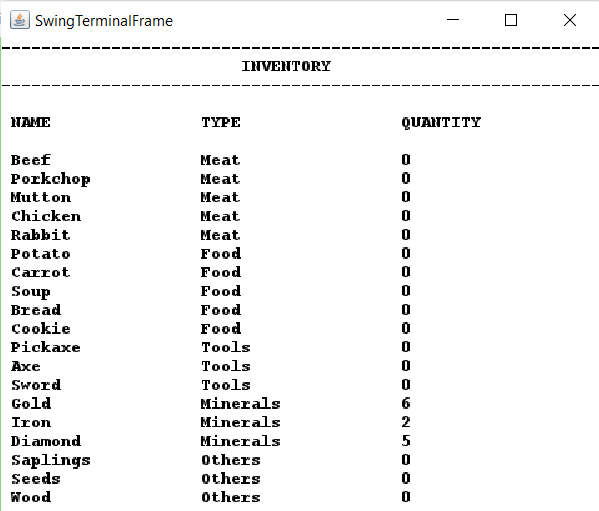 SwingTerminalFrame
------------------------------------------------------------
INVENTORY
------------------------------------------------------------
NAME TYPE QUANTITY
Beef Meat 0
Porkchop Meat 0
Mutton Meat 0
Chicken Meat 0
Rabbit Meat 0
Potato Food 0
Carrot Food 0
Soup Food 0
Bread Food 0
Cookie Food 0
Pickaxe Tools 0
Axe Tools 0
Sword Tools 0
Gold Minerals 6
Iron Minerals 2
Diamond Minerals 5
Saplings Others 0
Seeds Others 0
Wood Others 0